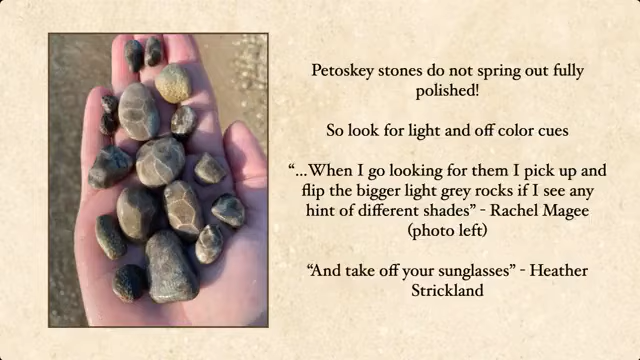 Petoskey stones do not spring out fully
polished!
So look for light and off color cues
“...When I go looking for them I pick up and
flip the bigger light grey rocks if I see any
hint of different shades” - Rachel Magee
(photo left)
“And take off your sunglasses” - Heather
Strickland